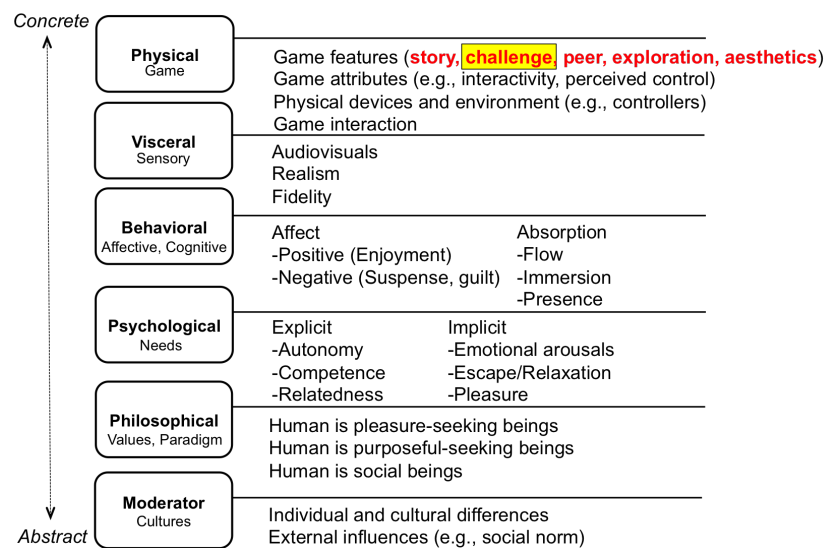 Concrete
Physical
Game
Game features (story, challenge, peer, exploration, aesthetics)
Game attributes (e.g., interactivity, perceived control)
Physical devices and environment (e.g., controllers)
Game interaction
Visceral
Sensory
Audiovisuals
Realism
Fidelity
Behavioral
Affective, Cognitive
Affect
-Positive (Enjoyment)
-Negative (Suspense, guilt)
Absorption
-Flow
-Immersion
-Presence
Psychological
Needs
Explicit
-Autonomy
-Competence
-Relatedness
Implicit
-Emotional arousals
-Escape/Relaxation
-Pleasure
Philosophical
Values, Paradigm
Human is pleasure-seeking beings
Human is purposeful-seeking beings
Human is social beings
Moderator
Cultures
Individual and cultural differences
External influences (e.g., social norm)
Abstract